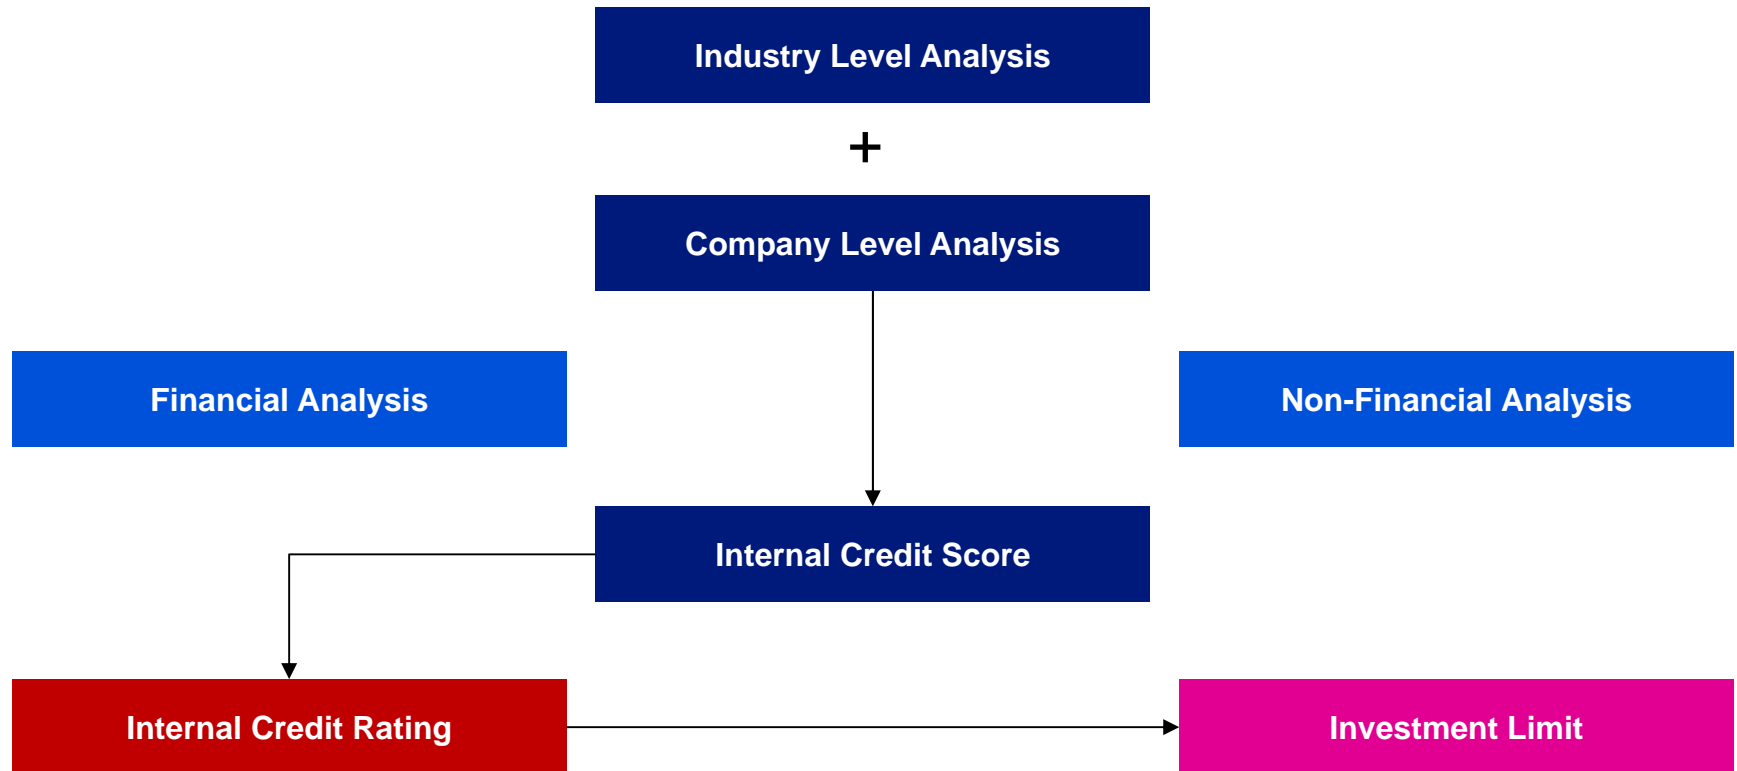 Industry Level Analysis
+
Company Level Analysis
Financial Analysis
Non-Financial Analysis
Internal Credit Score
Internal Credit Rating
Investment Limit